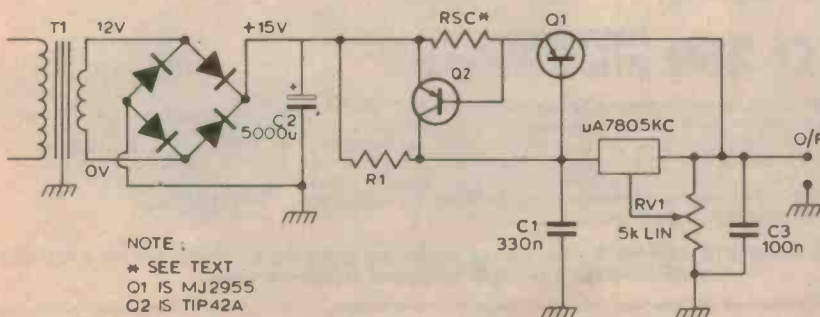 T1
12V
+15V
RSC*
Q1
Q2
+
C2
5000u
0V
R1
uA7805KC
O/P
RV1
5k LIN
C1
330n
C3
100n
NOTE :
* SEE TEXT
Q1 IS MJ2955
Q2 IS TIP42A